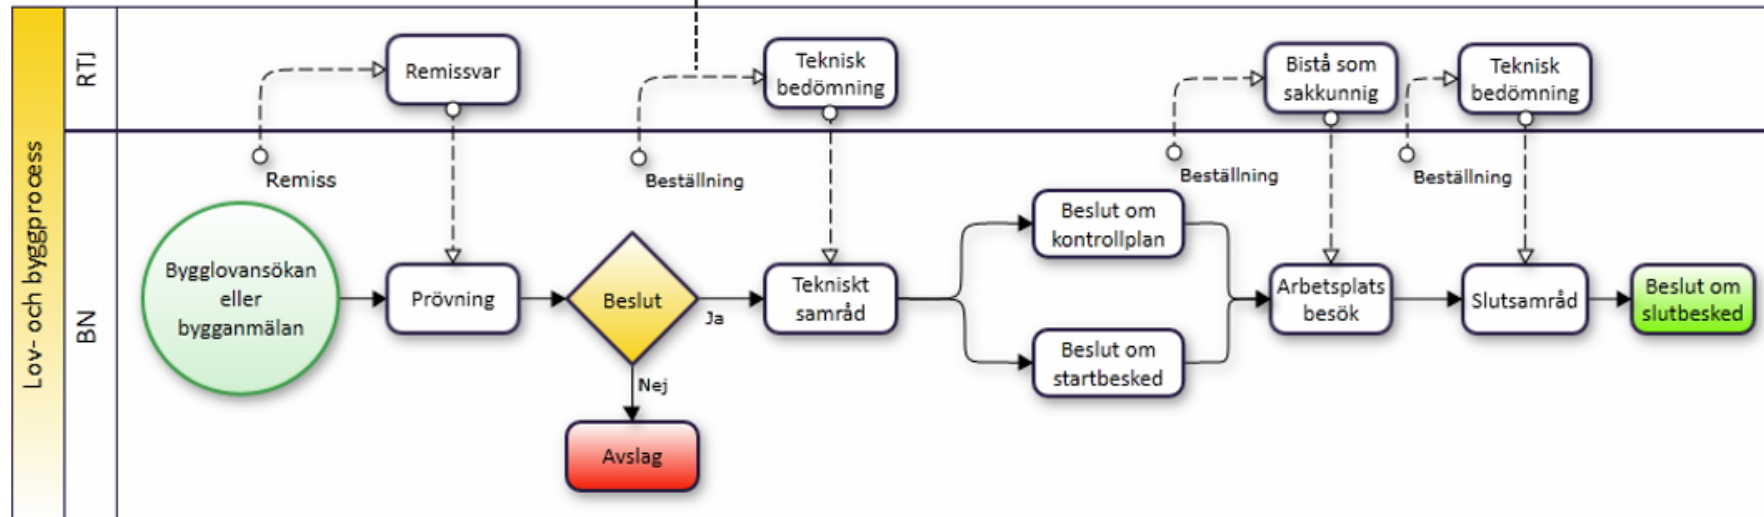 Lov- och byggprocess
RTJ
Remissvar
Teknisk
bedömning
Bistå som
sakkunnig
Teknisk
bedömning
BN
Remiss
Beställning
Beställning
Beställning
Bygglovansökan
eller
bygganmälan
Prövning
Beslut
Ja
Nej
Avslag
Tekniskt
samråd
Beslut om
kontrollplan
Beslut om
startbesked
Arbetsplats
besök
Slutsamråd
Beslut om
slutbesked